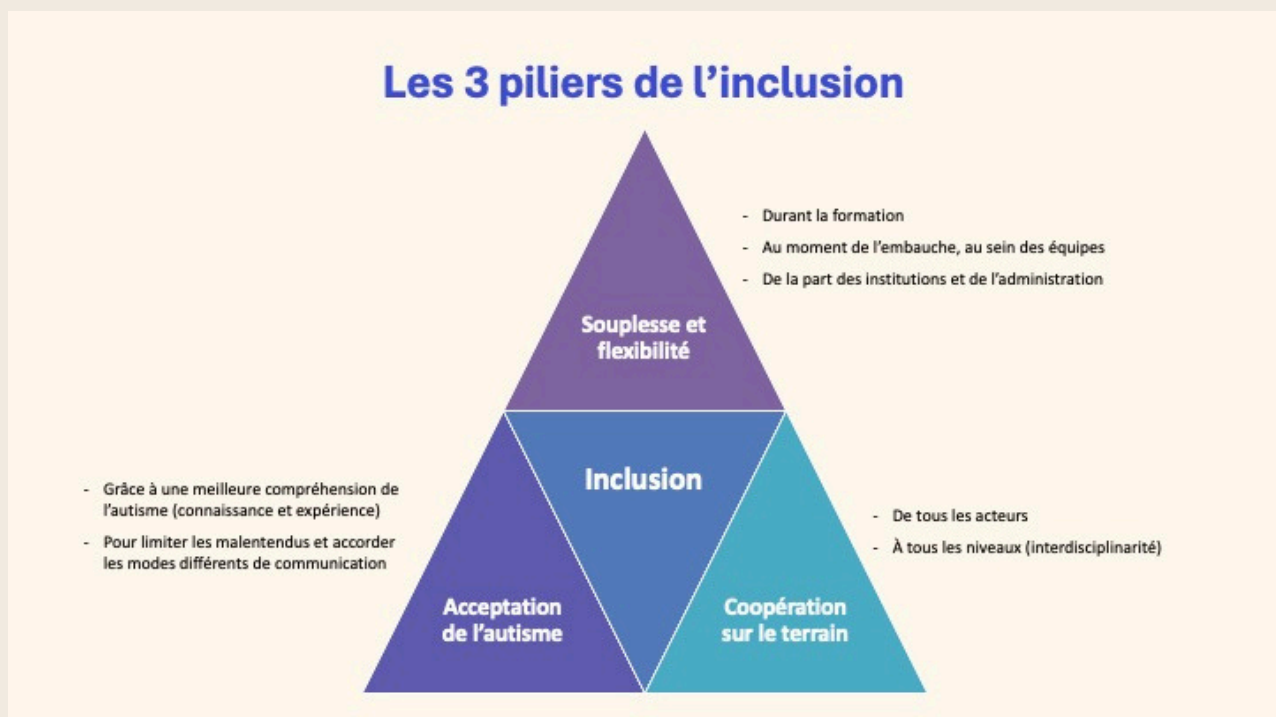 Les 3 piliers de l’inclusion
- Durant la formation
- Au moment de l’embauche, au sein des équipes
- De la part des institutions et de l’administration
Souplesse et
flexibilité
Inclusion
- Grâce à une meilleure compréhension de
l’autisme (connaissance et expérience)
- Pour limiter les malentendus et accorder
les modes différents de communication
- De tous les acteurs
- À tous les niveaux (interdisciplinarité)
Acceptation
de l’autisme
Coopération
sur le terrain